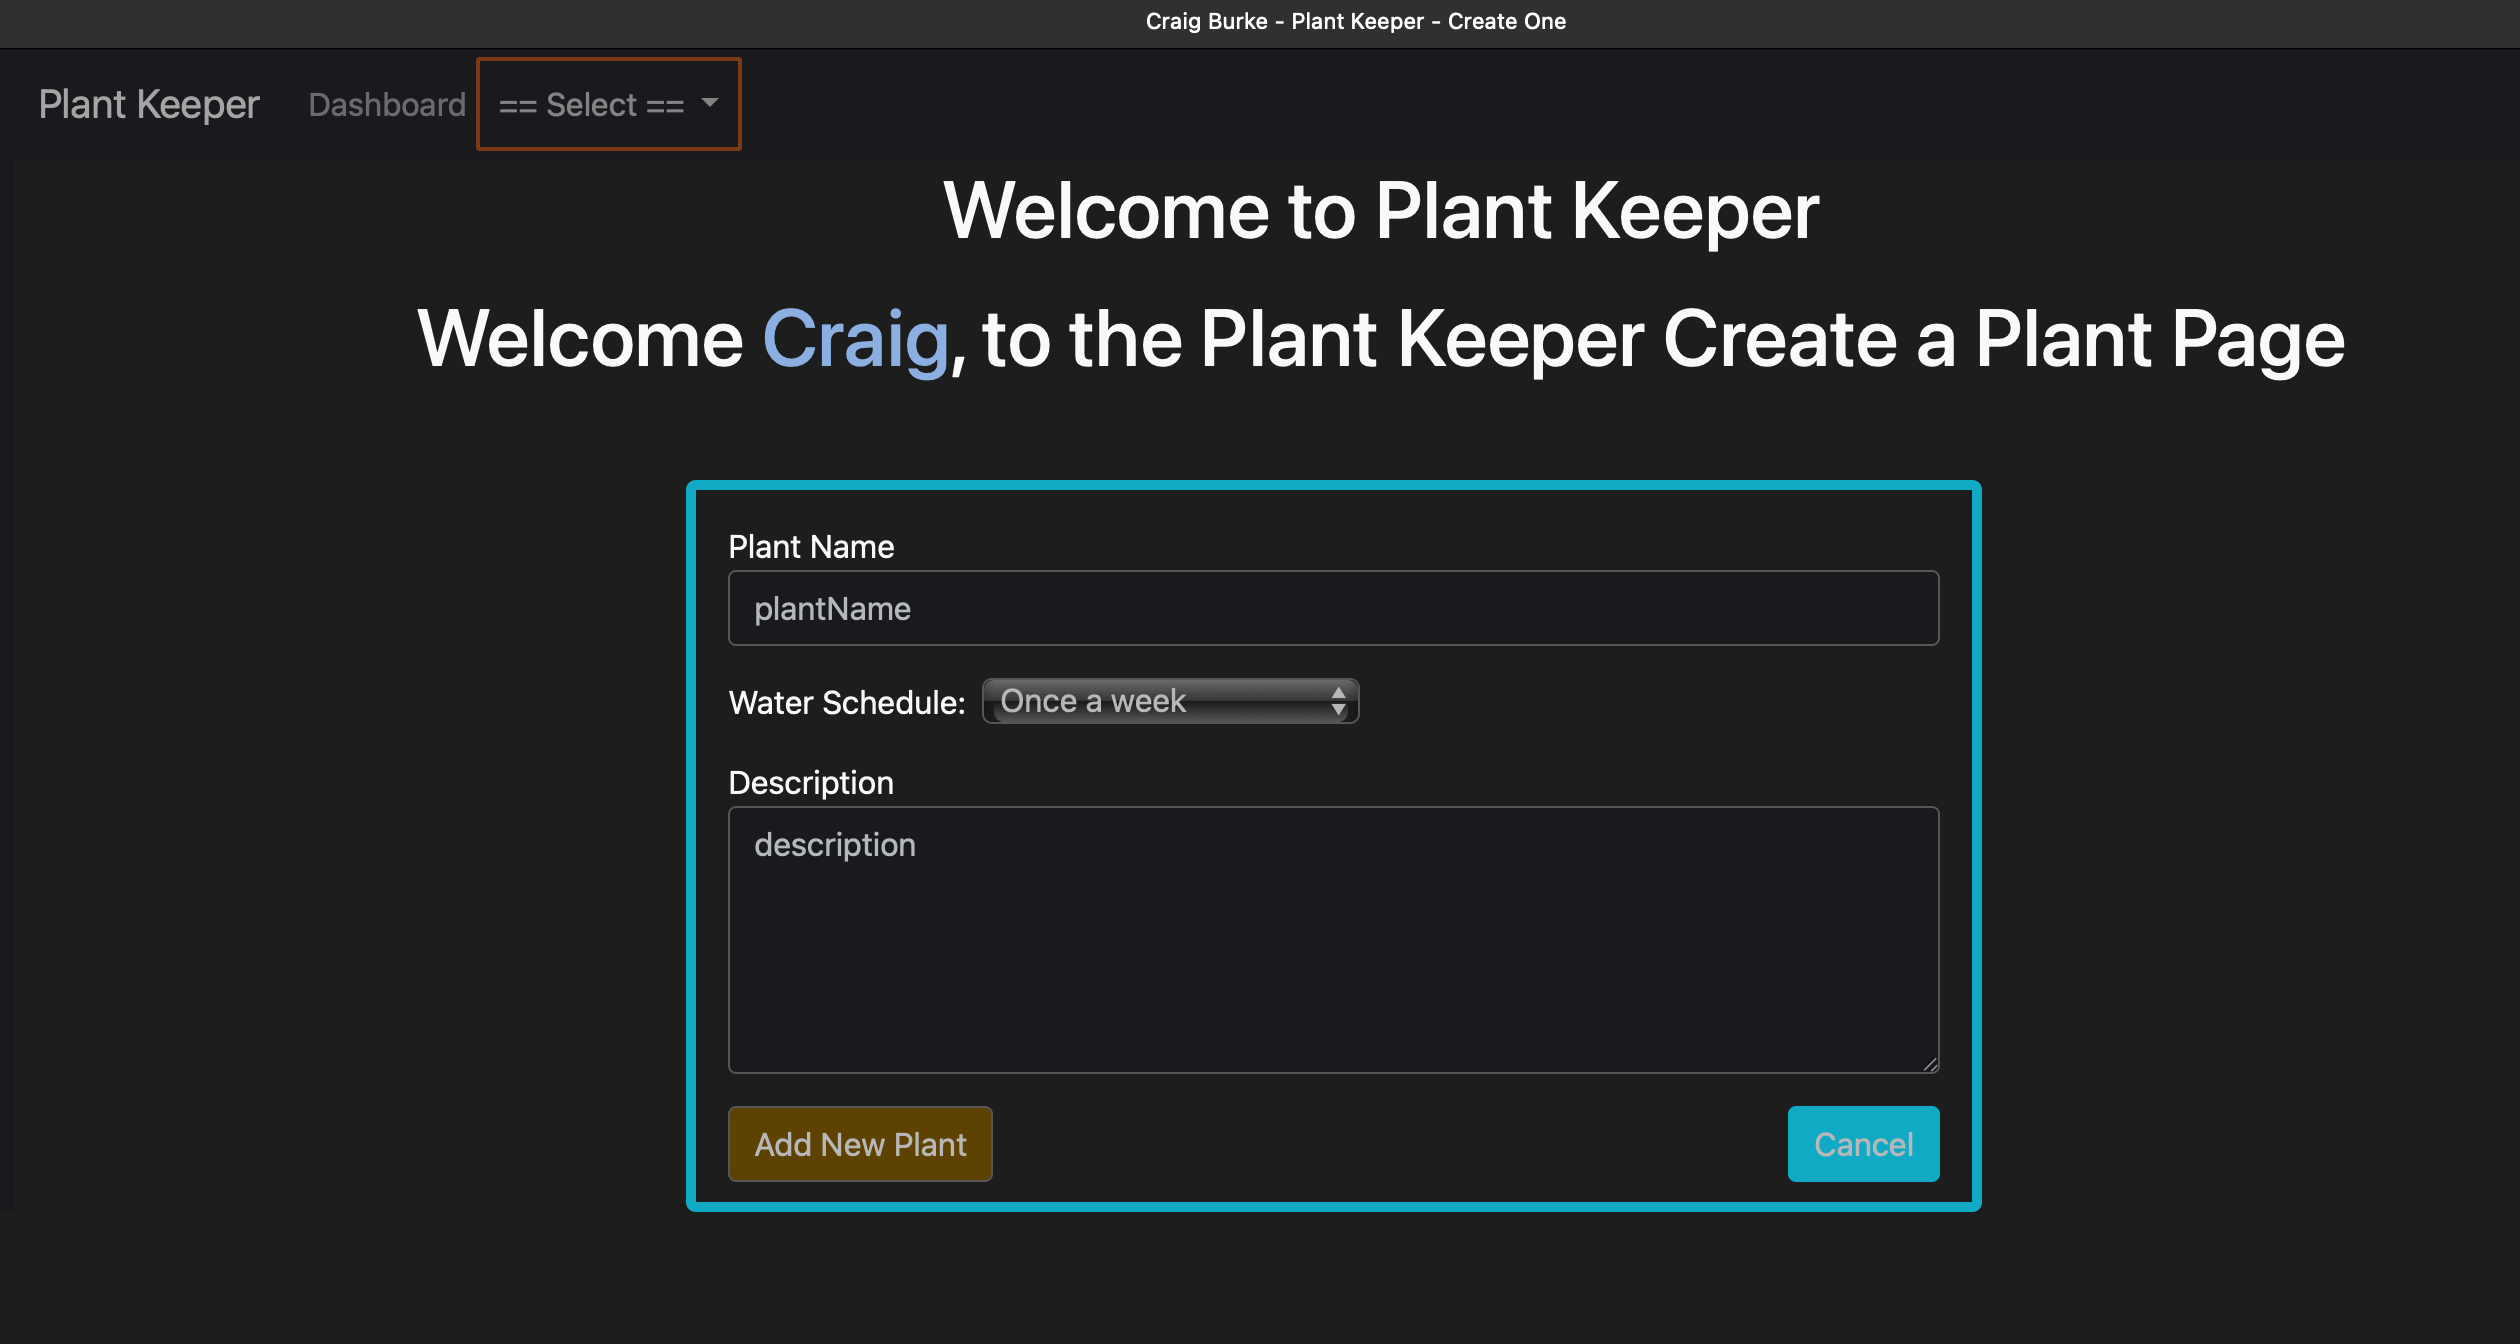 Craig Burke - Plant Keeper - Create One
Plant Keeper Dashboard == Select ==
Welcome to Plant Keeper
Welcome Craig, to the Plant Keeper Create a Plant Page
Plant Name
plantName
Water Schedule: Once a week
Description
description
Add New Plant Cancel